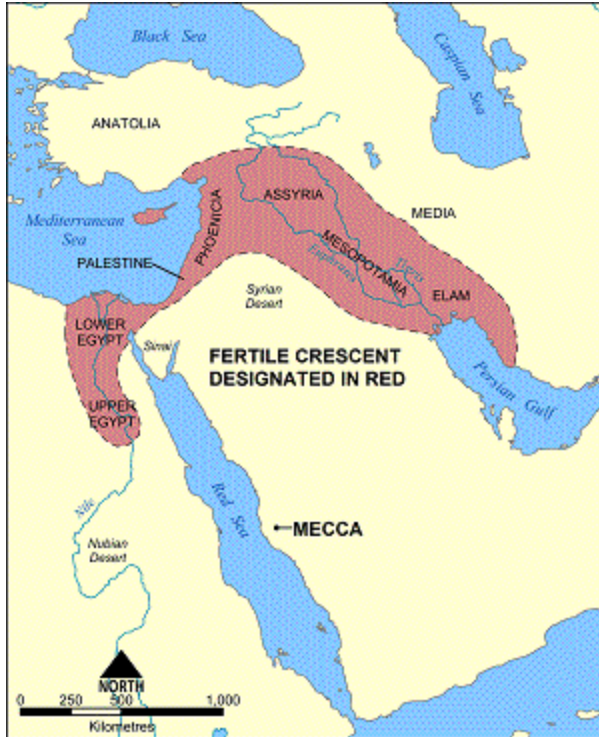 Black Sea
Caspian Sea
ANATOLIA
ASSYRIA
MEDIA
Mediterranean
Sea
PHOENICIA
PALESTINE
MESOPOTAMIA
Tigris
Euphrates
ELAM
Syrian
Desert
LOWER
EGYPT
Sinai
FERTILE CRESCENT
DESIGNATED IN RED
Persian Gulf
UPPER
EGYPT
Red Sea
Nile
MECCA
Nubian
Desert
NORTH
0 250 500 1,000
Kilometres